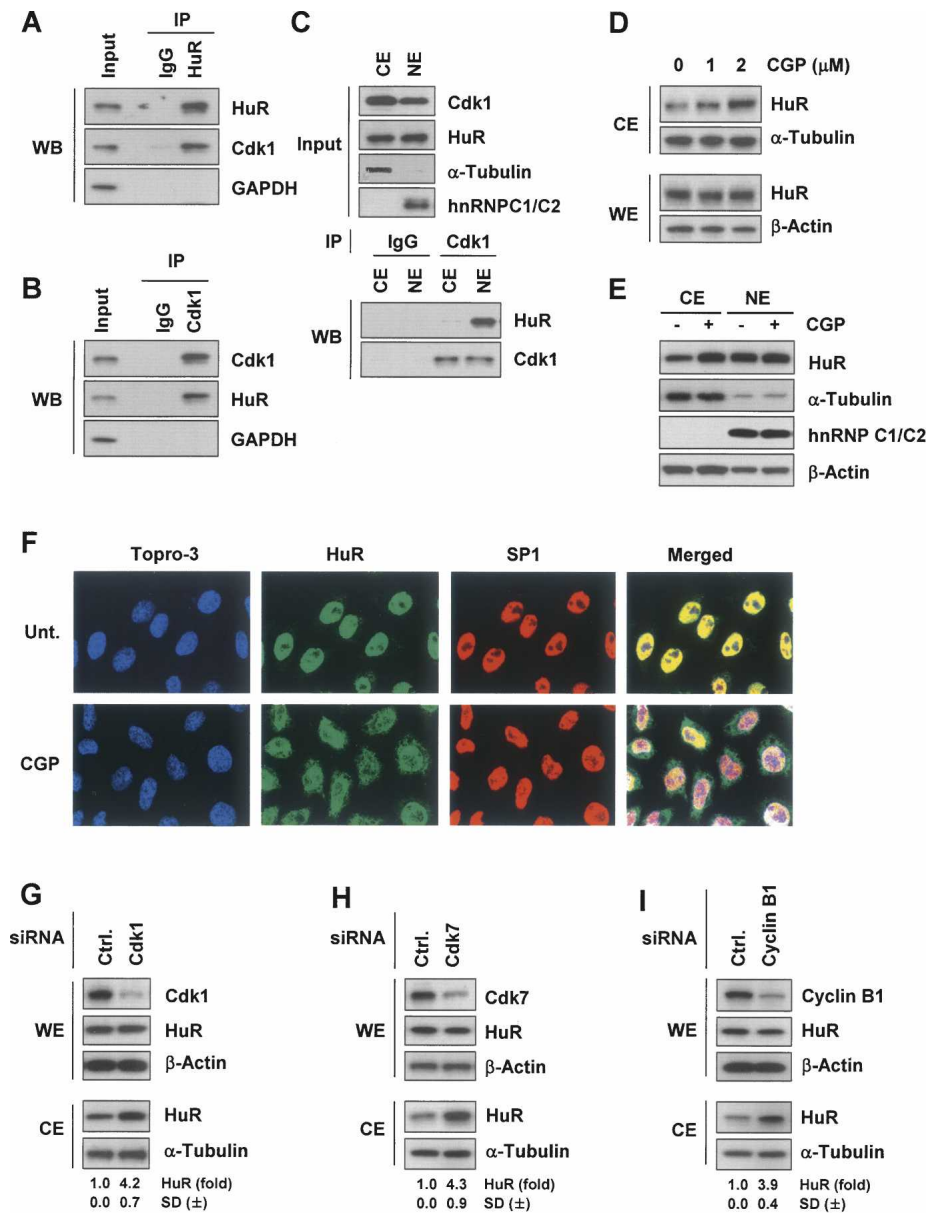 A
IP
Input
IgG
HuR
WB
HuR
Cdk1
GAPDH
B
IP
Input
IgG
Cdk1
WB
Cdk1
HuR
GAPDH
C
CE
NE
Input
Cdk1
HuR
α-Tubulin
hnRNPC1/C2
IP
IgG
Cdk1
CE
NE
CE
NE
WB
HuR
Cdk1
D
0 1 2 CGP (μM)
CE
HuR
α-Tubulin
WE
HuR
β-Actin
E
CE NE
- + - + CGP
HuR
α-Tubulin
hnRNP C1/C2
β-Actin
F
Topro-3 HuR SP1 Merged
Unt.
CGP
G
siRNA
Ctrl.
Cdk1
WE
Cdk1
HuR
β-Actin
CE
HuR
α-Tubulin
1.0 4.2 HuR (fold)
0.0 0.7 SD (±)
H
siRNA
Ctrl.
Cdk7
WE
Cdk7
HuR
β-Actin
CE
HuR
α-Tubulin
1.0 4.3 HuR (fold)
0.0 0.9 SD (±)
I
siRNA
Ctrl.
Cyclin B1
WE
Cyclin B1
HuR
β-Actin
CE
HuR
α-Tubulin
1.0 3.9 HuR (fold)
0.0 0.4 SD (±)